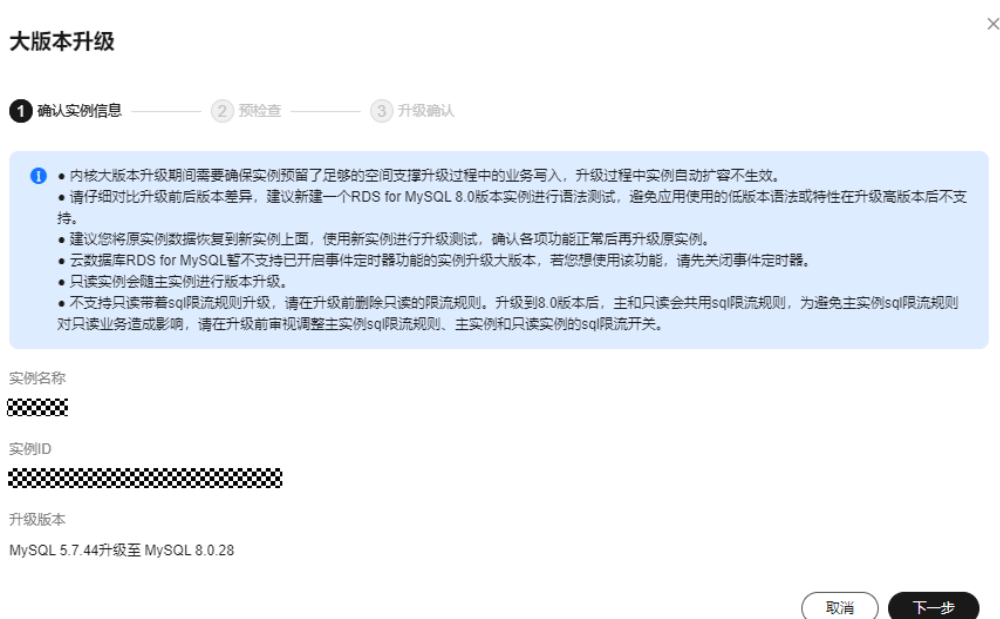 大版本升级
1 确认实例信息 2 预检查 3 升级确认
● 内核大版本升级期间需要确保实例预留了足够的空间支撑升级过程中的业务写入，升级过程中实例自动扩容不生效。
● 请仔细对比升级前后版本差异，建议新建一个RDS for MySQL 8.0版本实例进行语法测试，避免应用使用的低版本语法或特性在升级高版本后不支
持。
● 建议您将原实例数据恢复到新实例上面，使用新实例进行升级测试，确认各项功能正常后再升级原实例。
● 云数据库RDS for MySQL暂不支持已开启事件定时器功能的实例升级大版本，若您想使用该功能，请先关闭事件定时器。
● 只读实例会随主实例进行版本升级。
● 不支持只读带着sql限流规则升级，请在升级前删除只读的限流规则。升级到8.0版本后，主和只读会共用sql限流规则，为避免主实例sql限流规则
对只读业务造成影响，请在升级前审视调整主实例sql限流规则、主实例和只读实例的sql限流开关。
实例名称
实例ID
升级版本
MySQL 5.7.44升级至 MySQL 8.0.28
取消 下一步